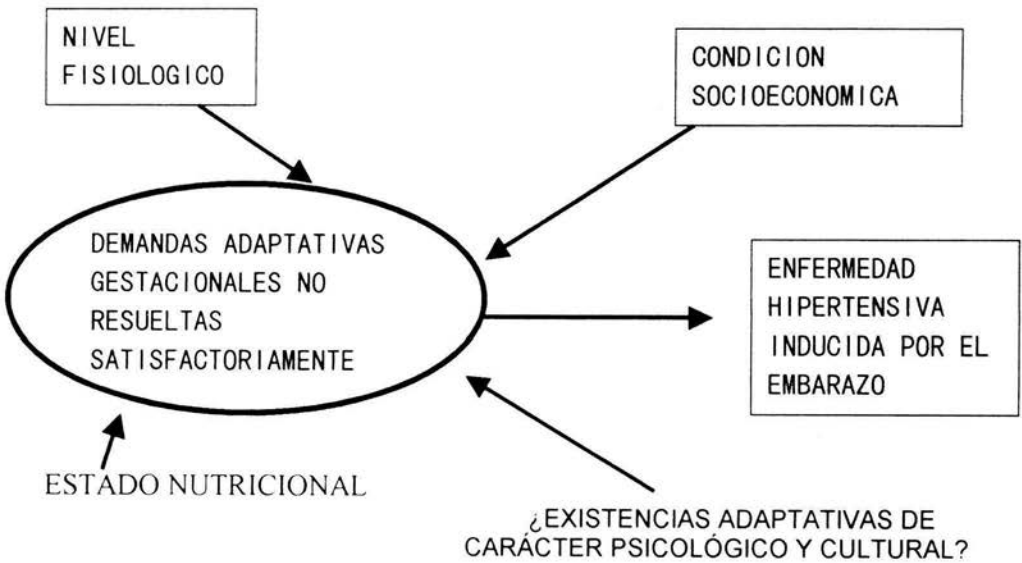 NIVEL
FISIOLOGICO
CONDICION
SOCIOECONOMICA
DEMANDAS ADAPTATIVAS
GESTACIONALES NO
RESUELTAS
SATISFACTORIAMENTE
ENFERMEDAD
HIPERTENSIVA
INDUCIDA POR EL
EMBARAZO
ESTADO NUTRICIONAL
¿EXISTENCIAS ADAPTATIVAS DE
CARÁCTER PSICOLÓGICO Y CULTURAL?